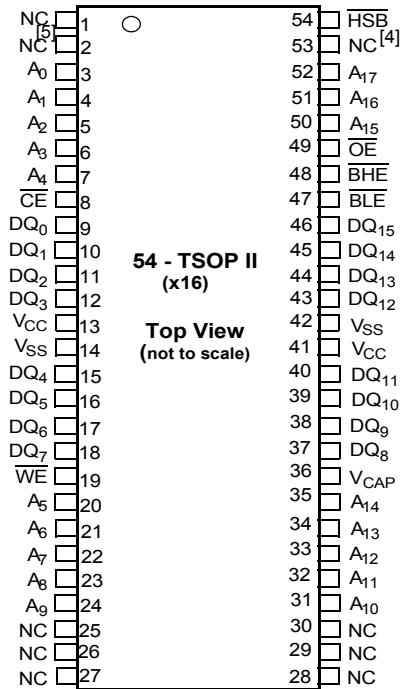 NC 1 54 HSB
[5] NC 2 53 NC [4]
A0 3 52 A17
A1 4 51 A16
A2 5 50 A15
A3 6 49 OE
A4 7 48 BHE
CE 8 47 BLE
DQ0 9 46 DQ15
DQ1 10 45 DQ14
DQ2 11 44 DQ13
DQ3 12 43 DQ12
VCC 13 42 VSS
VSS 14 41 VCC
DQ4 15 40 DQ11
DQ5 16 39 DQ10
DQ6 17 38 DQ9
DQ7 18 37 DQ8
WE 19 36 VCAP
A5 20 35 A14
A6 21 34 A13
A7 22 33 A12
A8 23 32 A11
A9 24 31 A10
NC 25 30 NC
NC 26 29 NC
NC 27 28 NC
54 - TSOP II
(x16)
Top View
(not to scale)